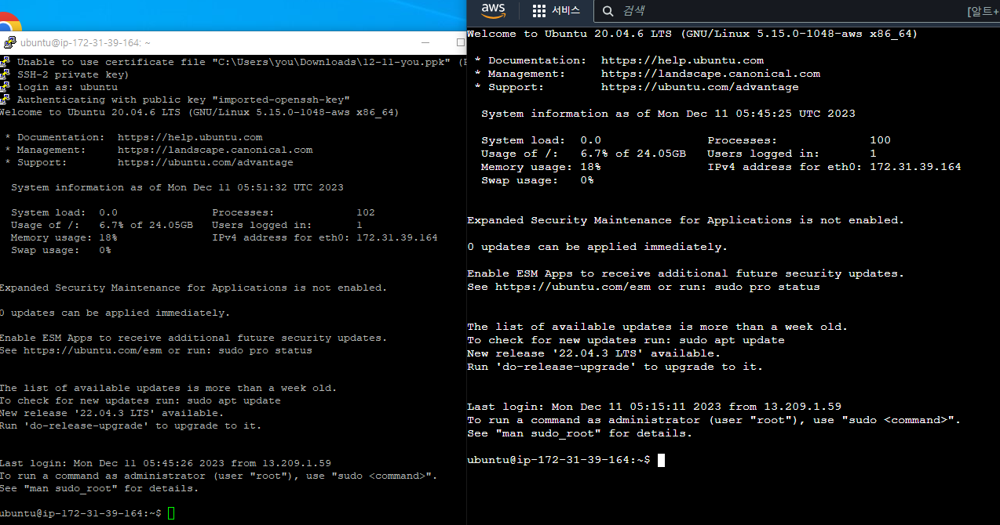 ubuntu@ip-172-31-39-164: ~
Unable to use certificate file "C:\Users\you\Downloads\12-11-you.ppk" (
SSH-2 private key)
login as: ubuntu
Authenticating with public key "imported-openssh-key"
Welcome to Ubuntu 20.04.6 LTS (GNU/Linux 5.15.0-1048-aws x86_64)
* Documentation: https://help.ubuntu.com
* Management: https://landscape.canonical.com
* Support: https://ubuntu.com/advantage
System information as of Mon Dec 11 05:51:32 UTC 2023
System load: 0.0 Processes: 102
Usage of /: 6.7% of 24.05GB Users logged in: 1
Memory usage: 18% IPv4 address for eth0: 172.31.39.164
Swap usage: 0%
Expanded Security Maintenance for Applications is not enabled.
0 updates can be applied immediately.
Enable ESM Apps to receive additional future security updates.
See https://ubuntu.com/esm or run: sudo pro status
The list of available updates is more than a week old.
To check for new updates run: sudo apt update
New release '22.04.3 LTS' available.
Run 'do-release-upgrade' to upgrade to it.
Last login: Mon Dec 11 05:45:26 2023 from 13.209.1.59
To run a command as administrator (user "root"), use "sudo <command>".
See "man sudo_root" for details.
ubuntu@ip-172-31-39-164:~$
aws 서비스 검색 [알트+
Welcome to Ubuntu 20.04.6 LTS (GNU/Linux 5.15.0-1048-aws x86_64)
* Documentation: https://help.ubuntu.com
* Management: https://landscape.canonical.com
* Support: https://ubuntu.com/advantage
System information as of Mon Dec 11 05:45:25 UTC 2023
System load: 0.0 Processes: 100
Usage of /: 6.7% of 24.05GB Users logged in: 1
Memory usage: 18% IPv4 address for eth0: 172.31.39.164
Swap usage: 0%
Expanded Security Maintenance for Applications is not enabled.
0 updates can be applied immediately.
Enable ESM Apps to receive additional future security updates.
See https://ubuntu.com/esm or run: sudo pro status
The list of available updates is more than a week old.
To check for new updates run: sudo apt update
New release '22.04.3 LTS' available.
Run 'do-release-upgrade' to upgrade to it.
Last login: Mon Dec 11 05:15:11 2023 from 13.209.1.59
To run a command as administrator (user "root"), use "sudo <command>".
See "man sudo_root" for details.
ubuntu@ip-172-31-39-164:~$